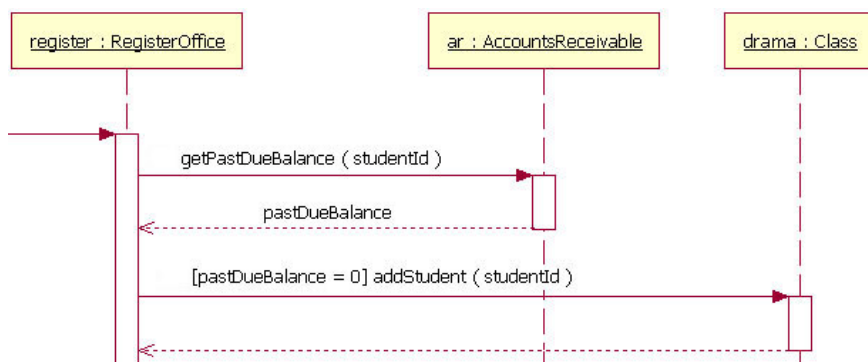 register : RegisterOffice
ar : AccountsReceivable
drama : Class
getPastDueBalance ( studentId )
pastDueBalance
[pastDueBalance = 0] addStudent ( studentId )